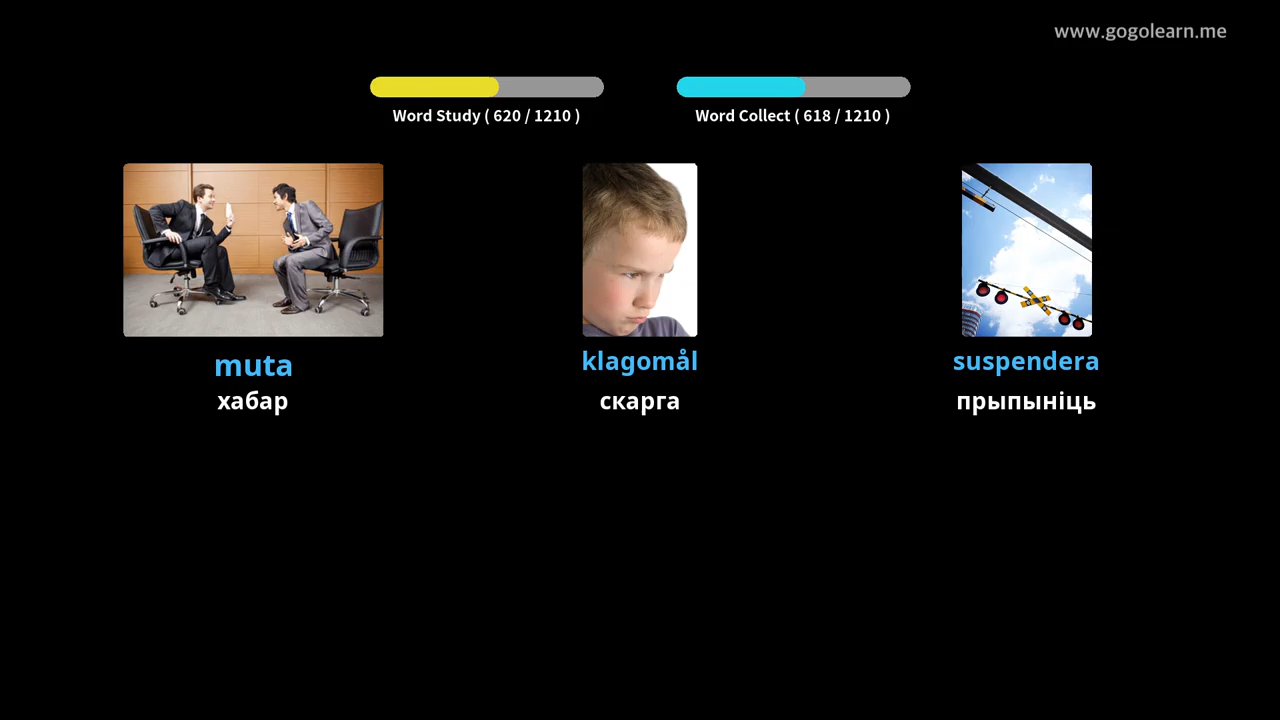 www.gogolearn.me
Word Study ( 620 / 1210 )
Word Collect ( 618 / 1210 )
muta
klagomål
suspendera
хабар
скарга
прыпыніць